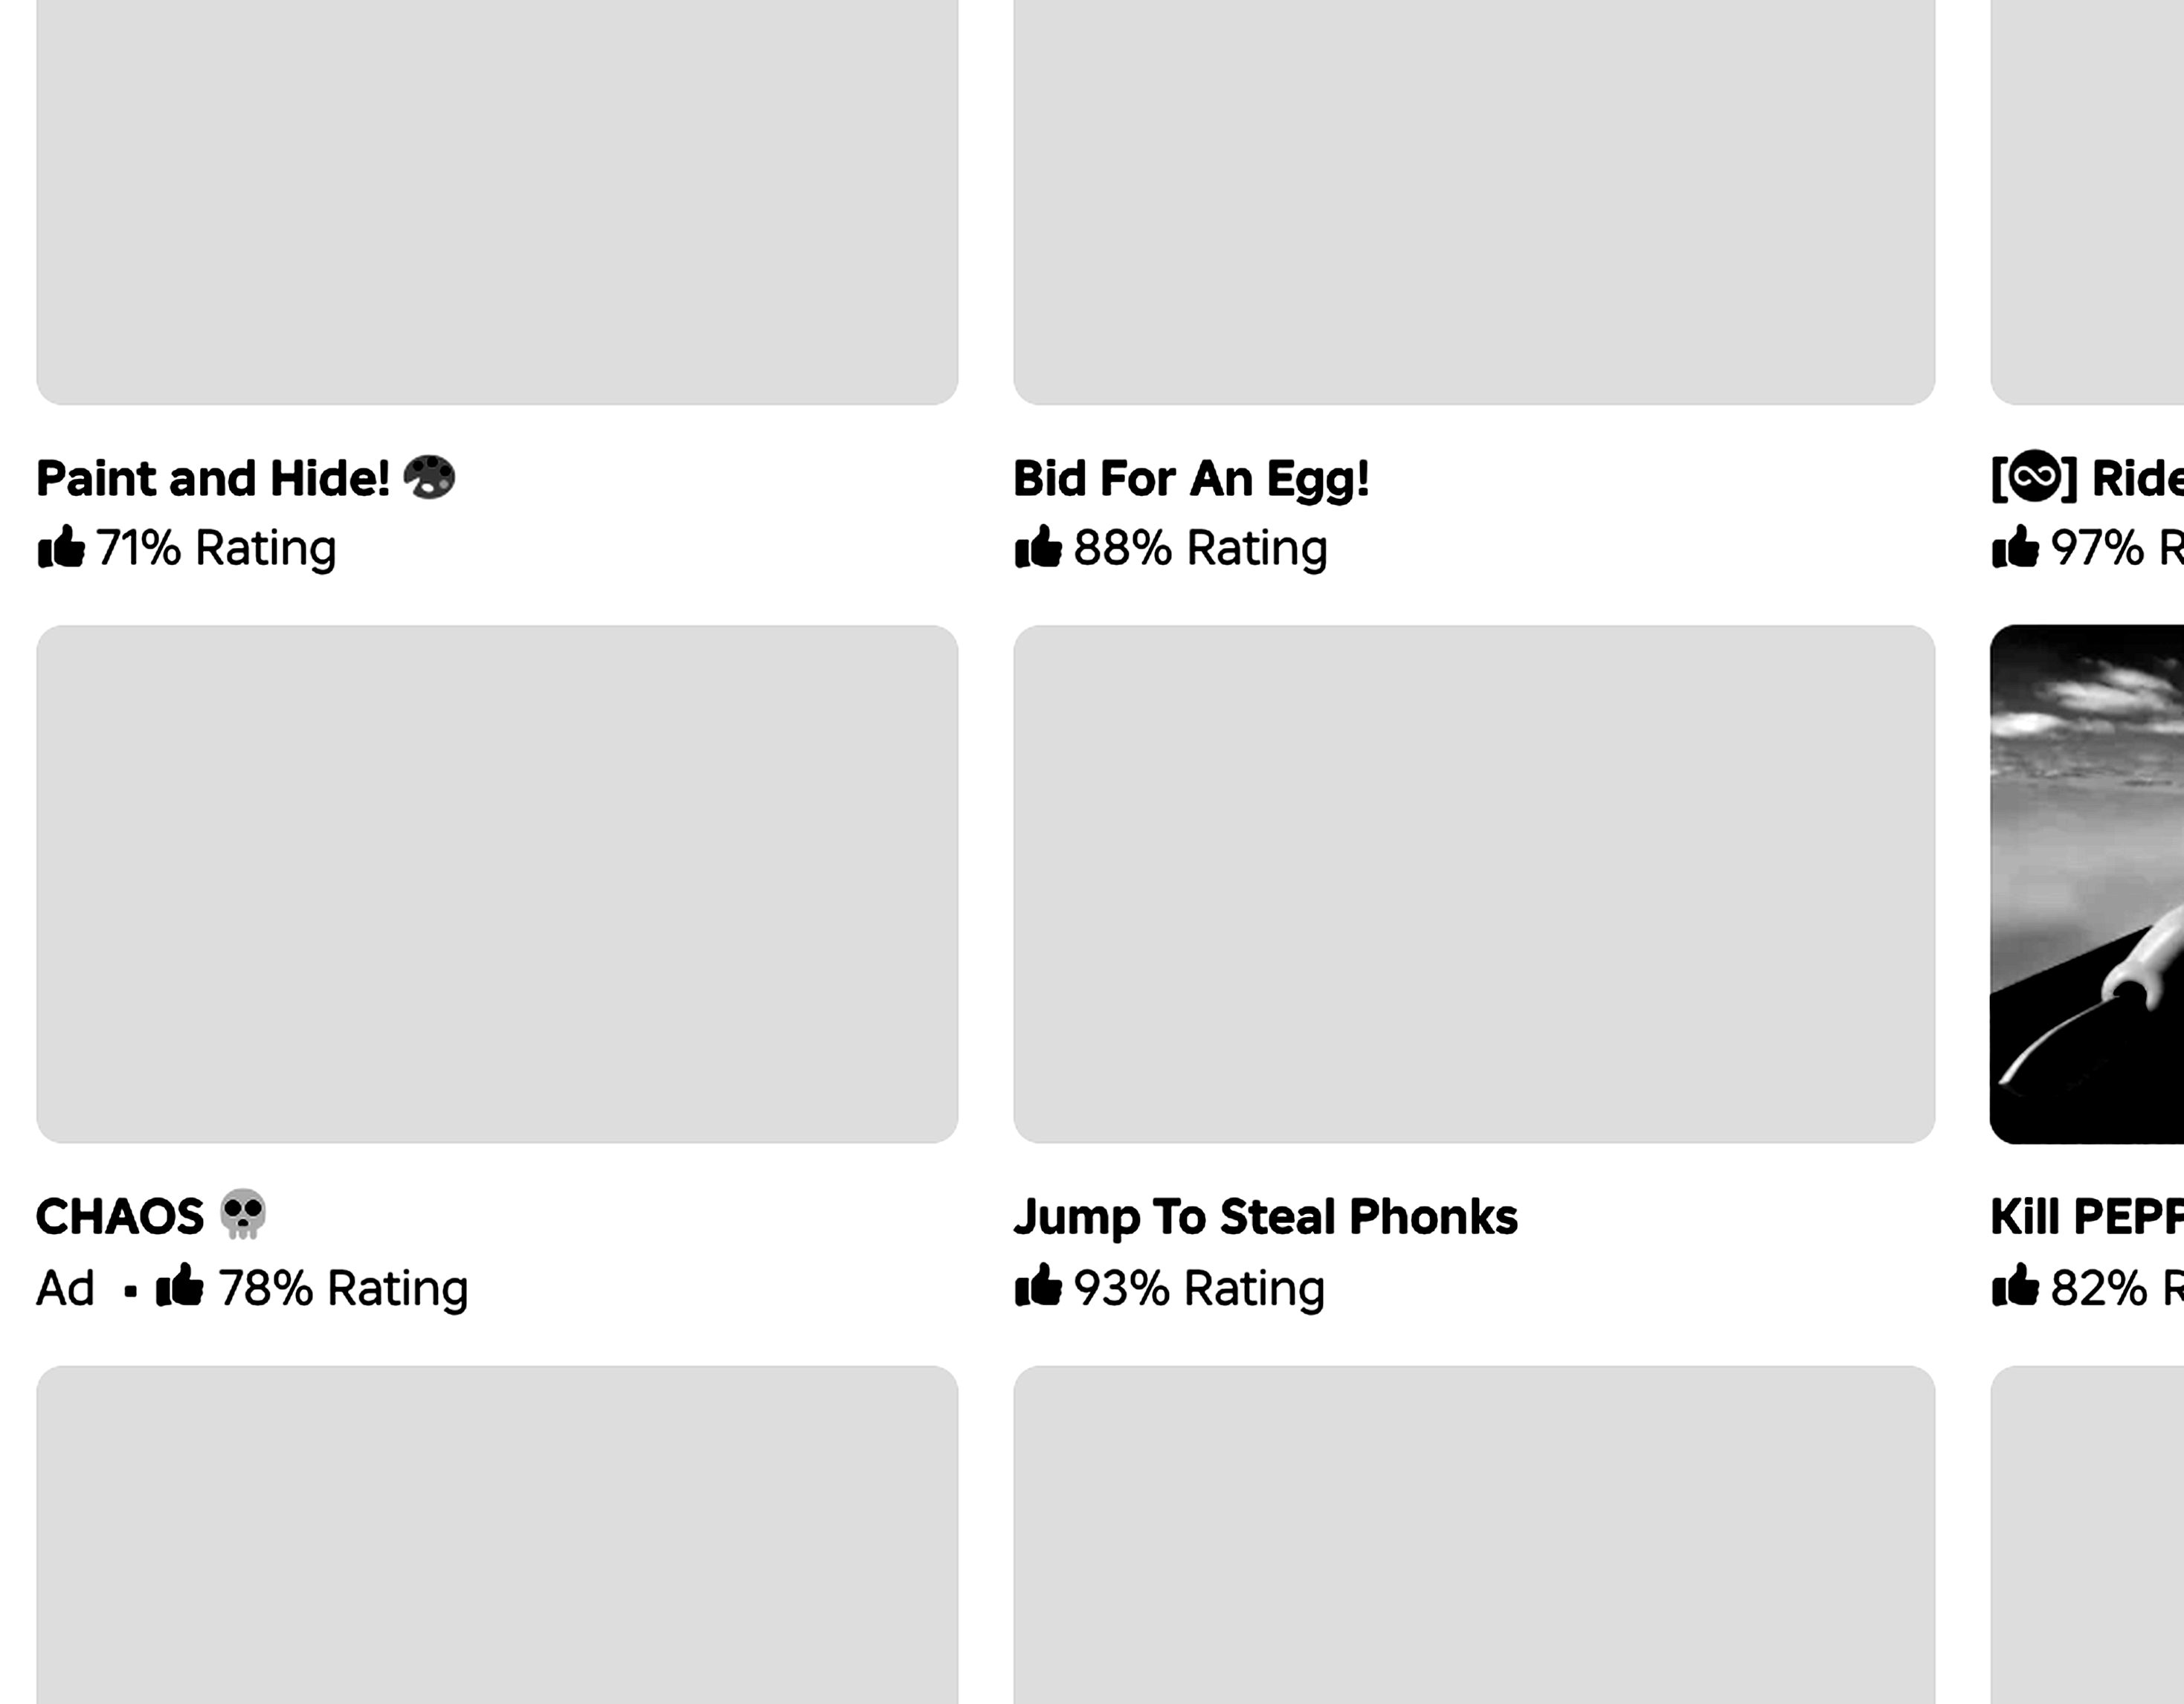 Paint and Hide! 🎨
71% Rating
Bid For An Egg!
88% Rating
[♾] Ride
97%
CHAOS 💀
Ad · 78% Rating
Jump To Steal Phonks
93% Rating
Kill
82%